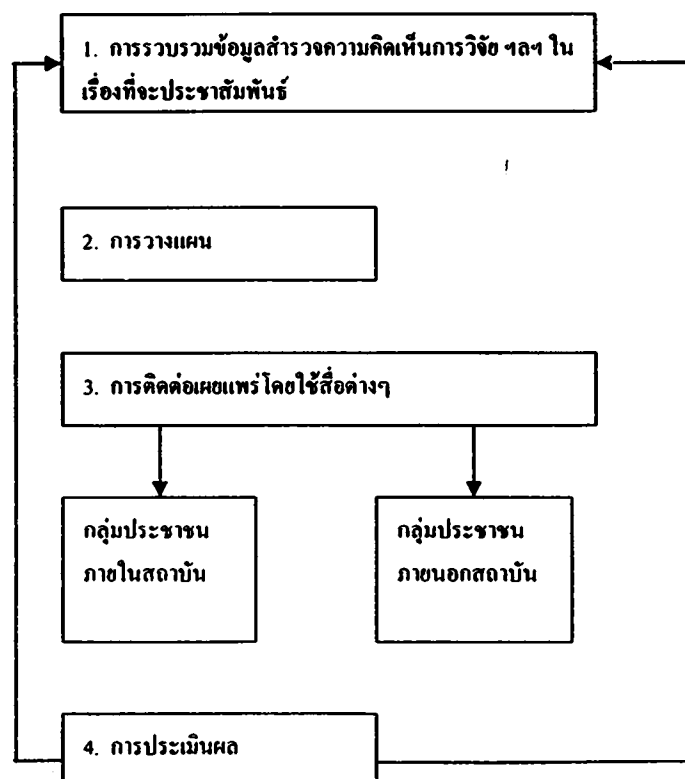 1. การรวบรวมข้อมูลสำรวจความคิดเห็นการวิจัย ฯลฯ ใน
เรื่องที่จะประชาสัมพันธ์
2. การวางแผน
3. การติดต่อเผยแพร่โดยใช้สื่อต่างๆ
กลุ่มประชาชน
ภายในสถาบัน
กลุ่มประชาชน
ภายนอกสถาบัน
4. การประเมินผล